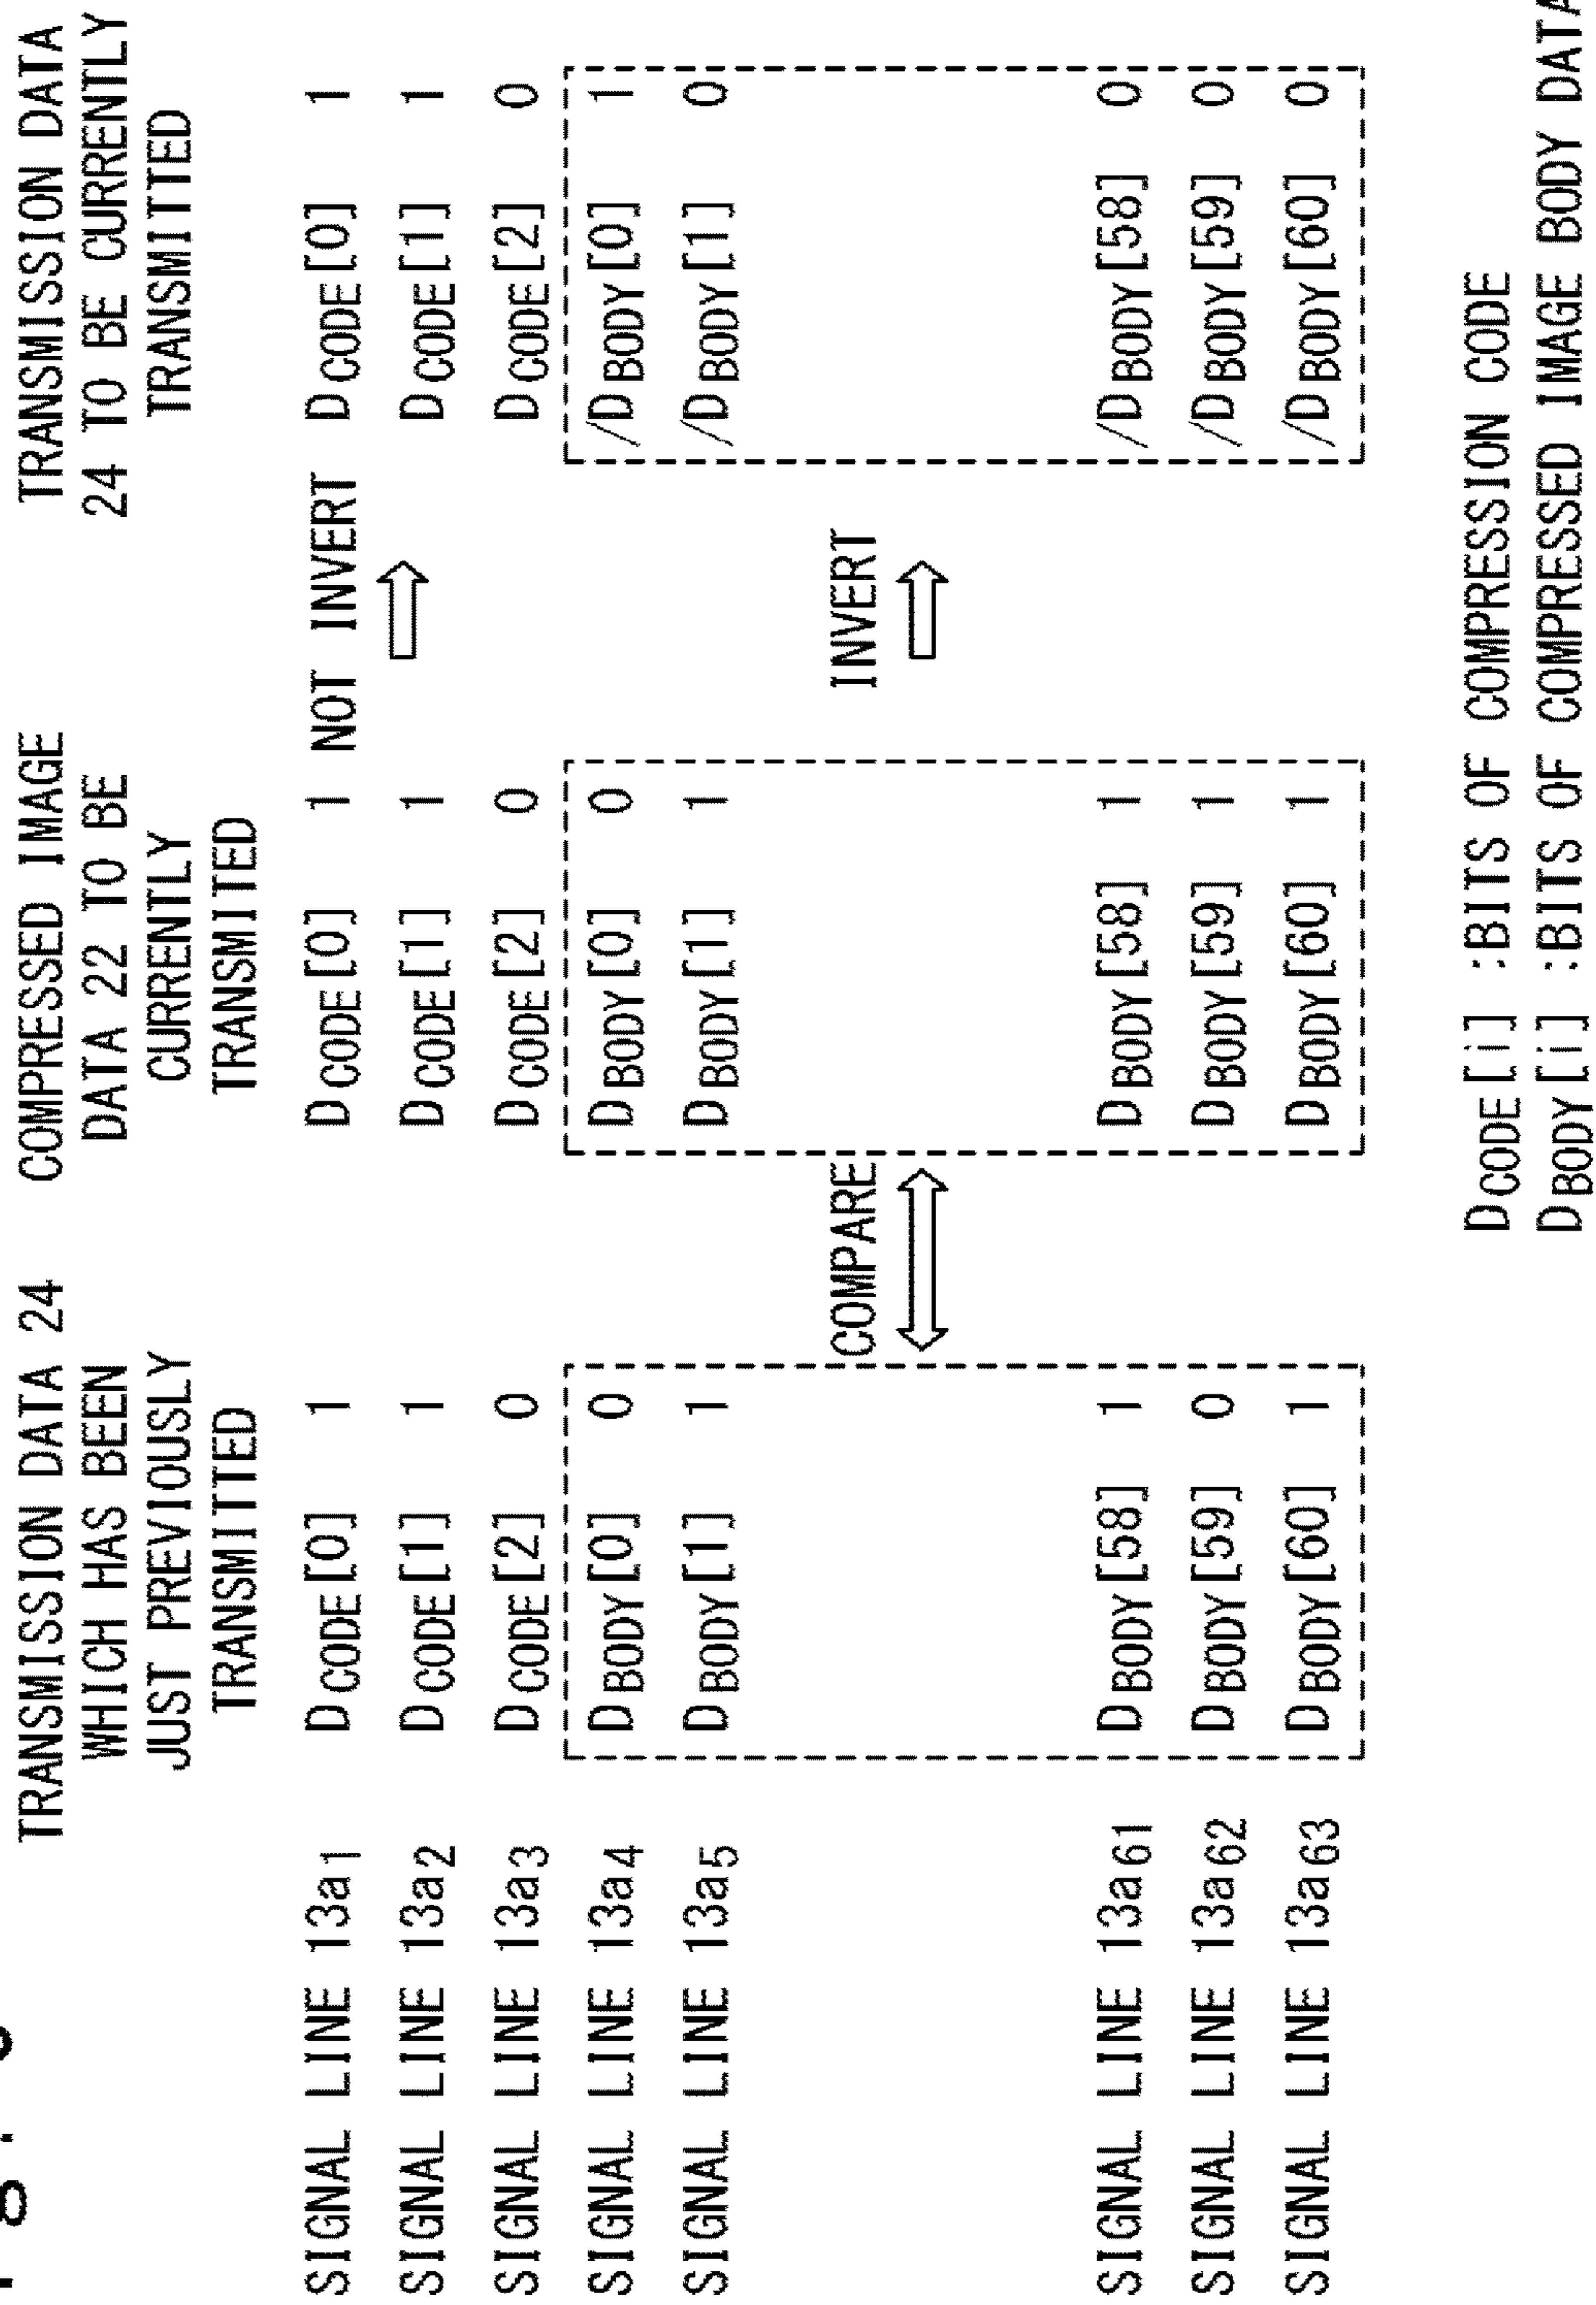 TRANSMISSION DATA 24
WHICH HAS BEEN
JUST PREVIOUSLY
TRANSMITTED
COMPRESSED IMAGE
DATA 22 TO BE
CURRENTLY
TRANSMITED
TRANSMISSION DATA
24 TO BE CURRENTLY
TRANSMITTED
SIGNAL LINE 13a1 DCODE[0] 1 DCODE[0] 1 NOT INVERT DCODE[0] 1
SIGNAL LINE 13a2 DCODE[1] 1 DCODE[1] 1 DCODE[1] 1
SIGNAL LINE 13a3 DCODE[2] 0 DCODE[2] 0 DCODE[2] 0
SIGNAL LINE 13a4 DBODY[0] 0 DBODY[0] 0 /DBODY[0] 1
SIGNAL LINE 13a5 DBODY[1] 1 DBODY[1] 1 /DBODY[1] 0
COMPARE INVERT
SIGNAL LINE 13a61 DBODY[58] 1 DBODY[58] 1 /DBODY[58] 0
SIGNAL LINE 13a62 DBODY[59] 0 DBODY[59] 1 /DBODY[59] 0
SIGNAL LINE 13a63 DBODY[60] 1 DBODY[60] 1 /DBODY[60] 0
DCODE[i] :BITS OF COMPRESSION CODE
DBODY[i] :BITS OF COMPRESSED IMAGE BODY DATA